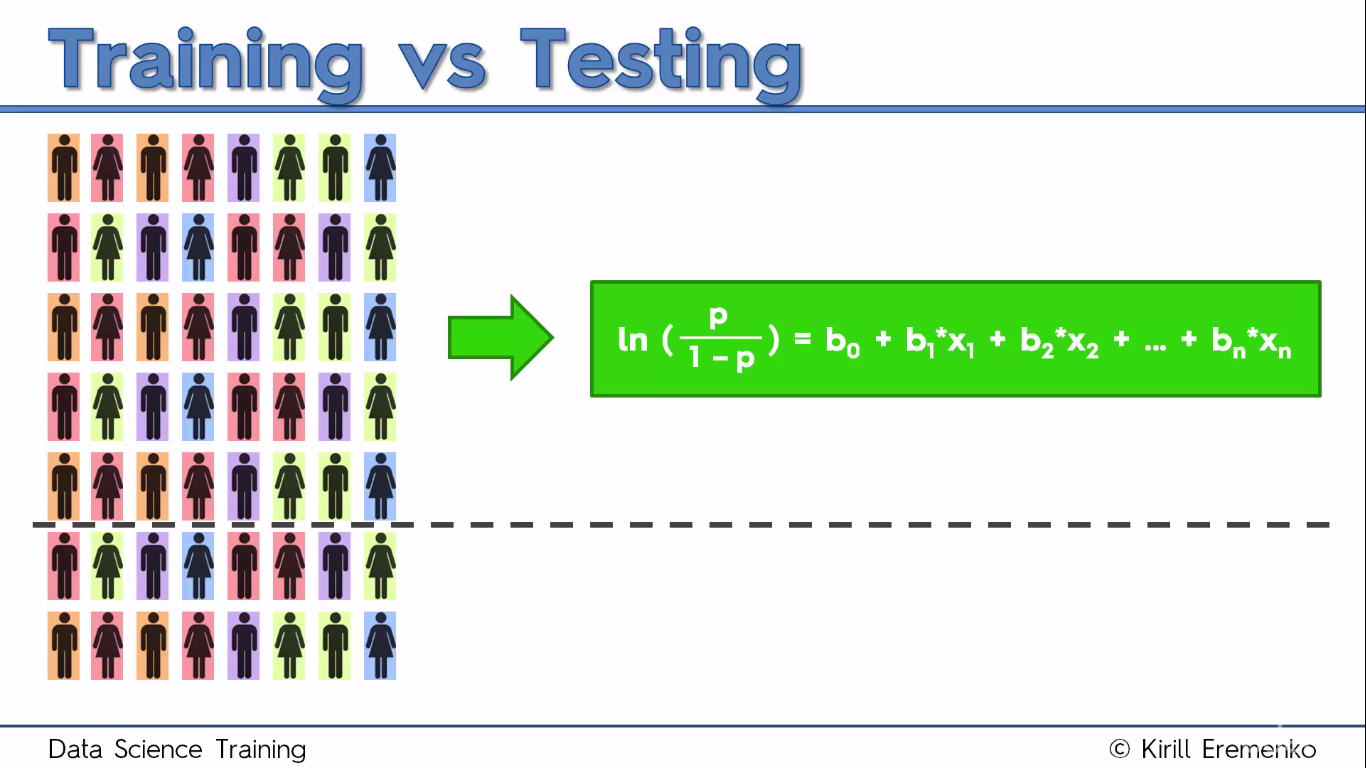 Training vs Testing
ln ( p / 1 – p ) = b₀ + b₁*x₁ + b₂*x₂ + ... + bₙ*xₙ
Data Science Training
© Kirill Eremenko